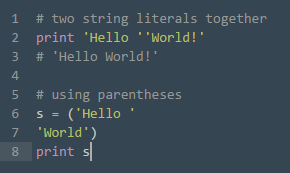 1 # two string literals together
2 print 'Hello ''World!'
3 # 'Hello World!'
4
5 # using parentheses
6 s = ('Hello '
7 'World')
8 print s